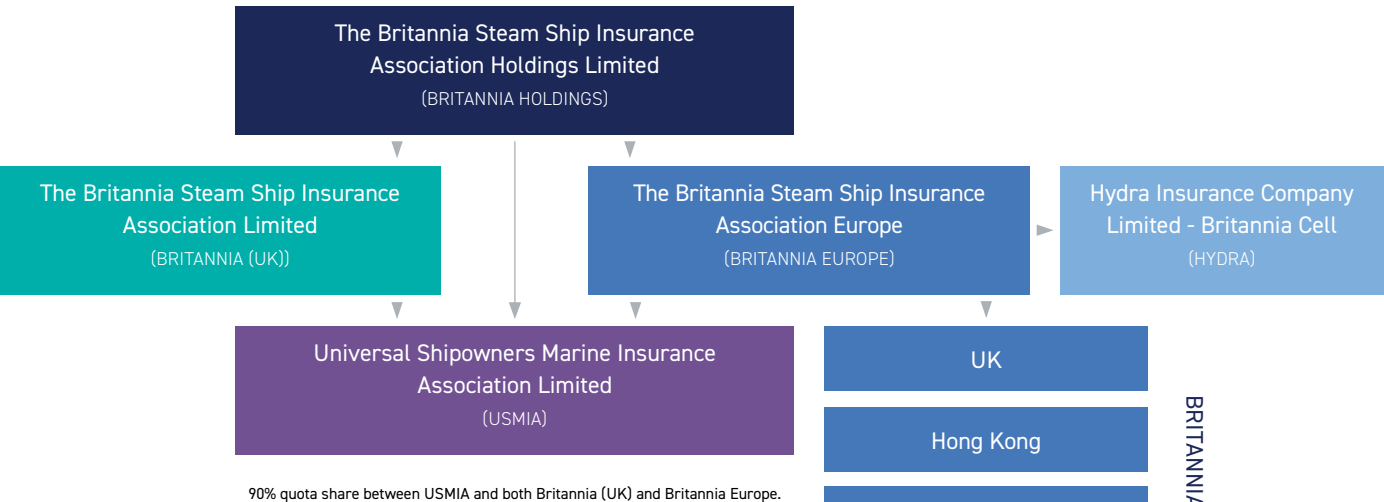 The Britannia Steam Ship Insurance
Association Holdings Limited
(BRITANNIA HOLDINGS)
The Britannia Steam Ship Insurance
Association Limited
(BRITANNIA (UK))
The Britannia Steam Ship Insurance
Association Europe
(BRITANNIA EUROPE)
Hydra Insurance Company
Limited - Britannia Cell
(HYDRA)
Universal Shipowners Marine Insurance
Association Limited
(USMIA)
UK
Hong Kong
BRITANNIA
90% quota share between USMIA and both Britannia (UK) and Britannia Europe.